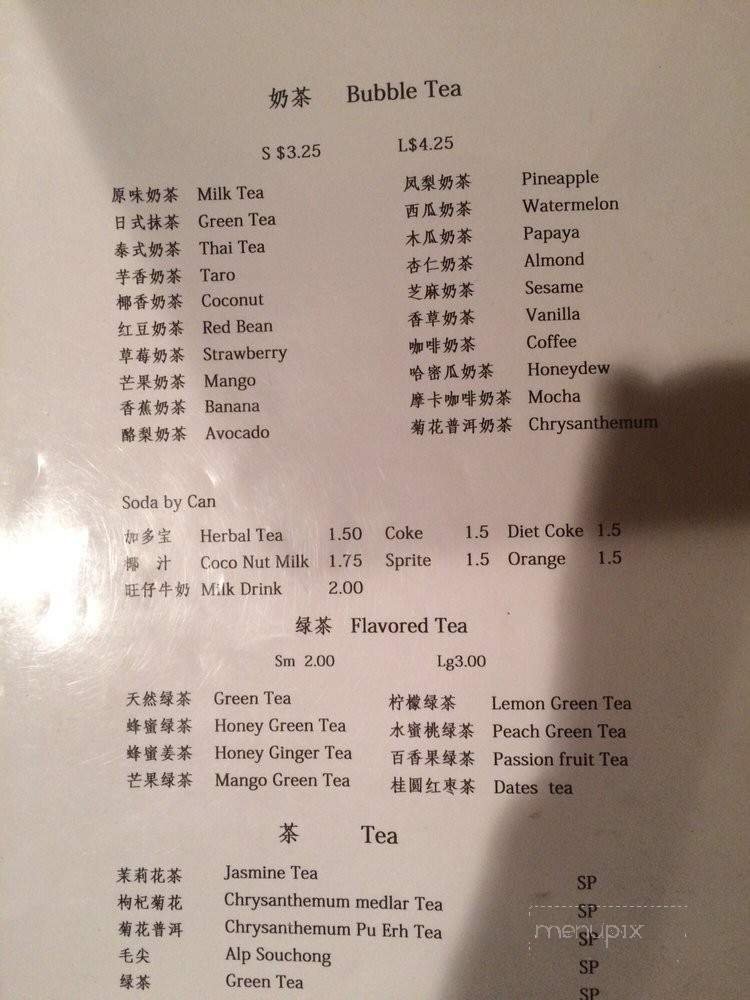 奶茶 Bubble Tea
S $3.25 L$4.25
原味奶茶 Milk Tea 凤梨奶茶 Pineapple
日式抹茶 Green Tea 西瓜奶茶 Watermelon
泰式奶茶 Thai Tea 木瓜奶茶 Papaya
芋香奶茶 Taro 杏仁奶茶 Almond
椰香奶茶 Coconut 芝麻奶茶 Sesame
红豆奶茶 Red Bean 香草奶茶 Vanilla
草莓奶茶 Strawberry 咖啡奶茶 Coffee
芒果奶茶 Mango 哈密瓜奶茶 Honeydew
香蕉奶茶 Banana 摩卡咖啡奶茶 Mocha
酪梨奶茶 Avocado 菊花普洱奶茶 Chrysanthemum
Soda by Can
加多宝 Herbal Tea 1.50 Coke 1.5 Diet Coke 1.5
椰 汁 Coco Nut Milk 1.75 Sprite 1.5 Orange 1.5
旺仔牛奶 Milk Drink 2.00
绿茶 Flavored Tea
Sm 2.00 Lg3.00
天然绿茶 Green Tea 柠檬绿茶 Lemon Green Tea
蜂蜜绿茶 Honey Green Tea 水蜜桃绿茶 Peach Green Tea
蜂蜜姜茶 Honey Ginger Tea 百香果绿茶 Passion fruit Tea
芒果绿茶 Mango Green Tea 桂圆红枣茶 Dates tea
茶 Tea
茉莉花茶 Jasmine Tea SP
枸杞菊花 Chrysanthemum medlar Tea SP
菊花普洱 Chrysanthemum Pu Erh Tea SP
毛尖 Alp Souchong SP
绿茶 Green Tea SP
menupix